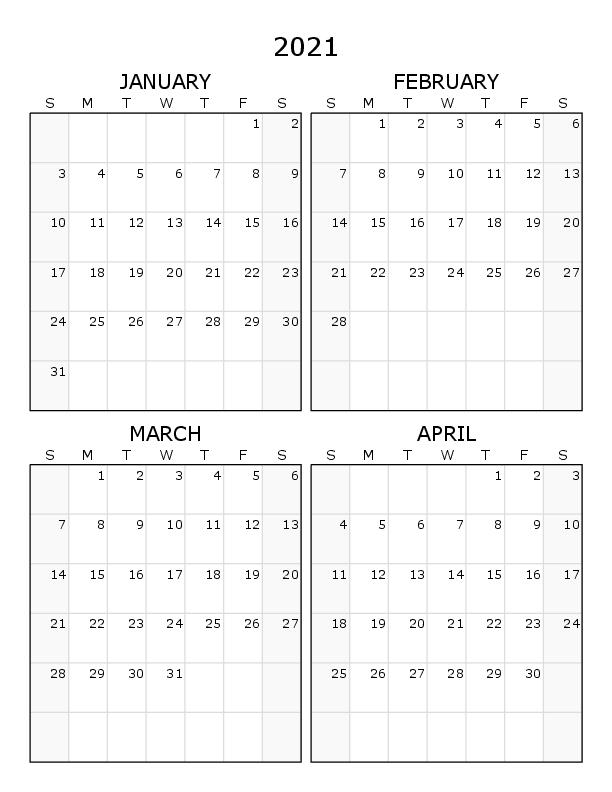 2021
JANUARY
S M T W T F S
1 2
3 4 5 6 7 8 9
10 11 12 13 14 15 16
17 18 19 20 21 22 23
24 25 26 27 28 29 30
31
FEBRUARY
S M T W T F S
1 2 3 4 5 6
7 8 9 10 11 12 13
14 15 16 17 18 19 20
21 22 23 24 25 26 27
28
MARCH
S M T W T F S
1 2 3 4 5 6
7 8 9 10 11 12 13
14 15 16 17 18 19 20
21 22 23 24 25 26 27
28 29 30 31
APRIL
S M T W T F S
1 2 3
4 5 6 7 8 9 10
11 12 13 14 15 16 17
18 19 20 21 22 23 24
25 26 27 28 29 30